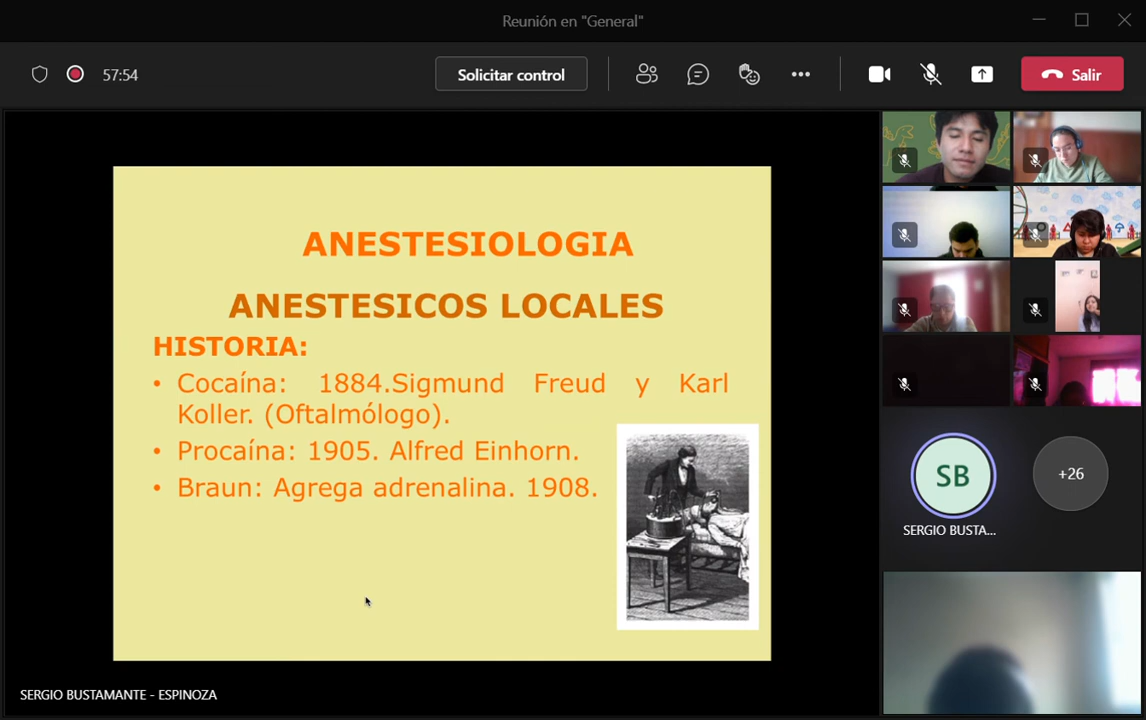 Reunión en "General"
57:54
Solicitar control
Salir
ANESTESIOLOGIA
ANESTESICOS LOCALES
HISTORIA:
• Cocaína: 1884.Sigmund Freud y Karl
Koller. (Oftalmólogo).
• Procaína: 1905. Alfred Einhorn.
• Braun: Agrega adrenalina. 1908.
SB
+26
SERGIO BUSTA...
SERGIO BUSTAMANTE - ESPINOZA